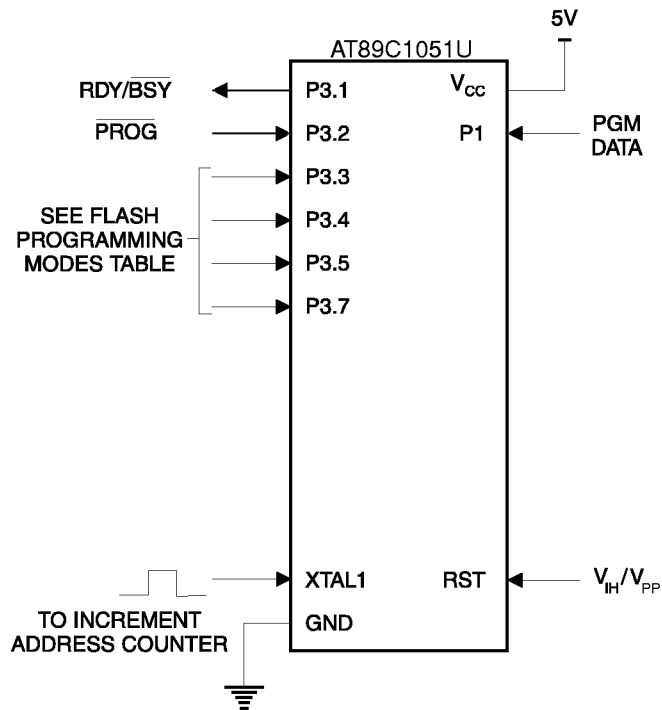 5V
AT89C1051U
RDY/BSY
P3.1
VCC
PROG
P3.2
P1
PGM
DATA
P3.3
SEE FLASH
PROGRAMMING
MODES TABLE
P3.4
P3.5
P3.7
XTAL1
RST
VIH/VPP
TO INCREMENT
ADDRESS COUNTER
GND